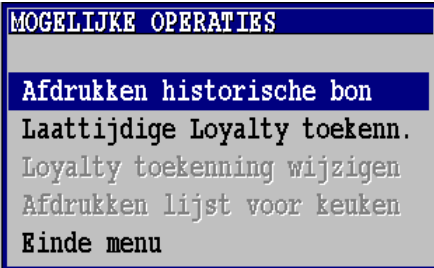 MOGELIJKE OPERATIES
Afdrukken historische bon
Laattijdige Loyalty toekenn.
Loyalty toekenning wijzigen
Afdrukken lijst voor keuken
Einde menu